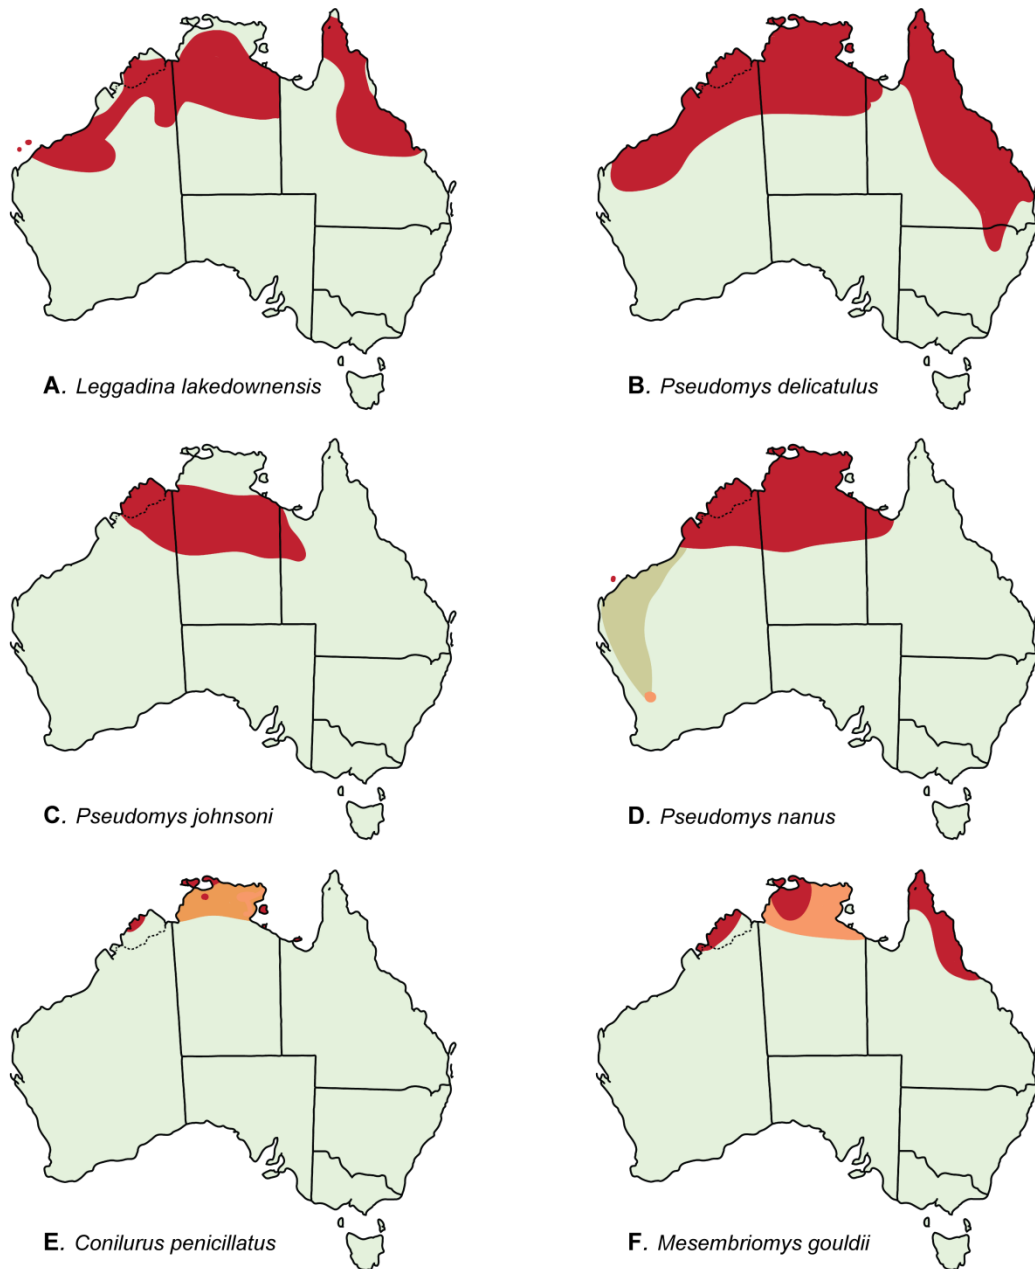 A. Leggadina lakedownensis
B. Pseudomys delicatulus
C. Pseudomys johnsoni
D. Pseudomys nanus
E. Conilurus penicillatus
F. Mesembriomys gouldii